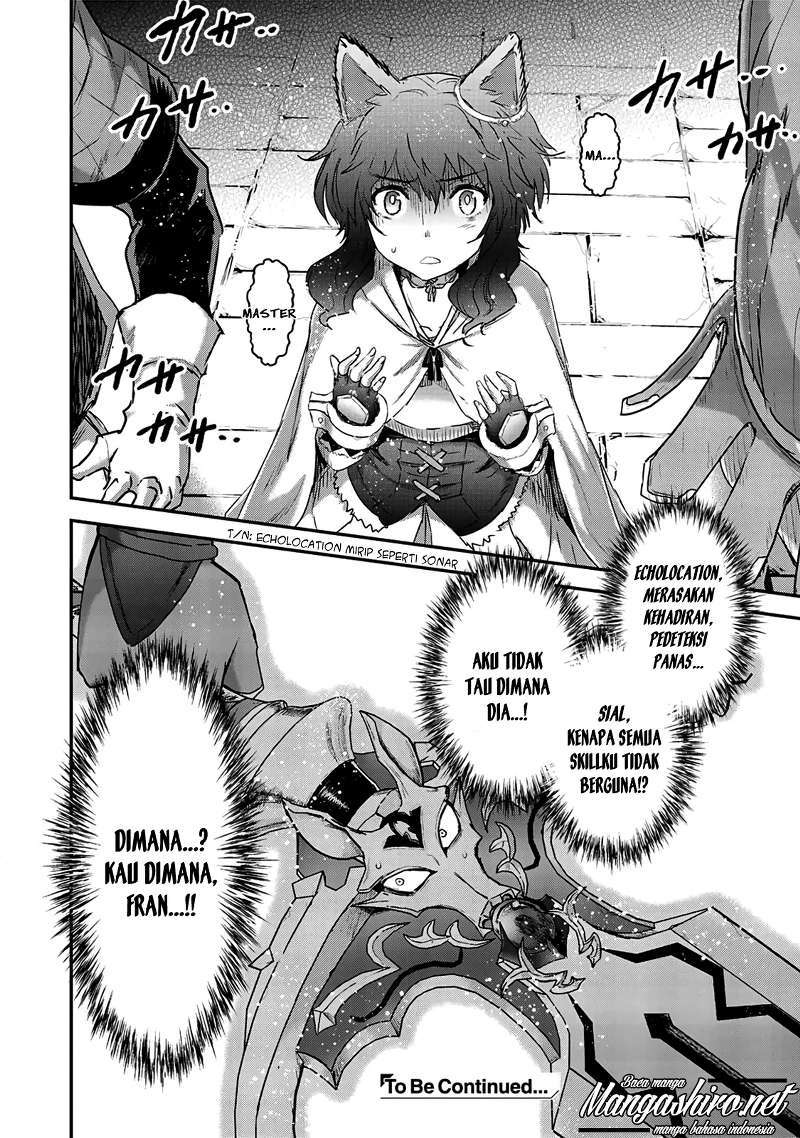 カサ..
カサ..
カサ...
カサ..
カサ..
MA...
MASTER
...
T/N: ECHOLOCATION MIRIP SEPERTI SONAR
ECHOLOCATION,
MERASAKAN
KEHADIRAN,
PEDETEKSI
PANAS...
SIAL,
KENAPA SEMUA
SKILLKU TIDAK
BERGUNA!?
AKU TIDAK
TAU DIMANA
DIA...!
DIMANA...?
KAU DIMANA,
FRAN...!!
To Be Continued...
Baca manga
Mangashiro.net
manga bahasa indonesia